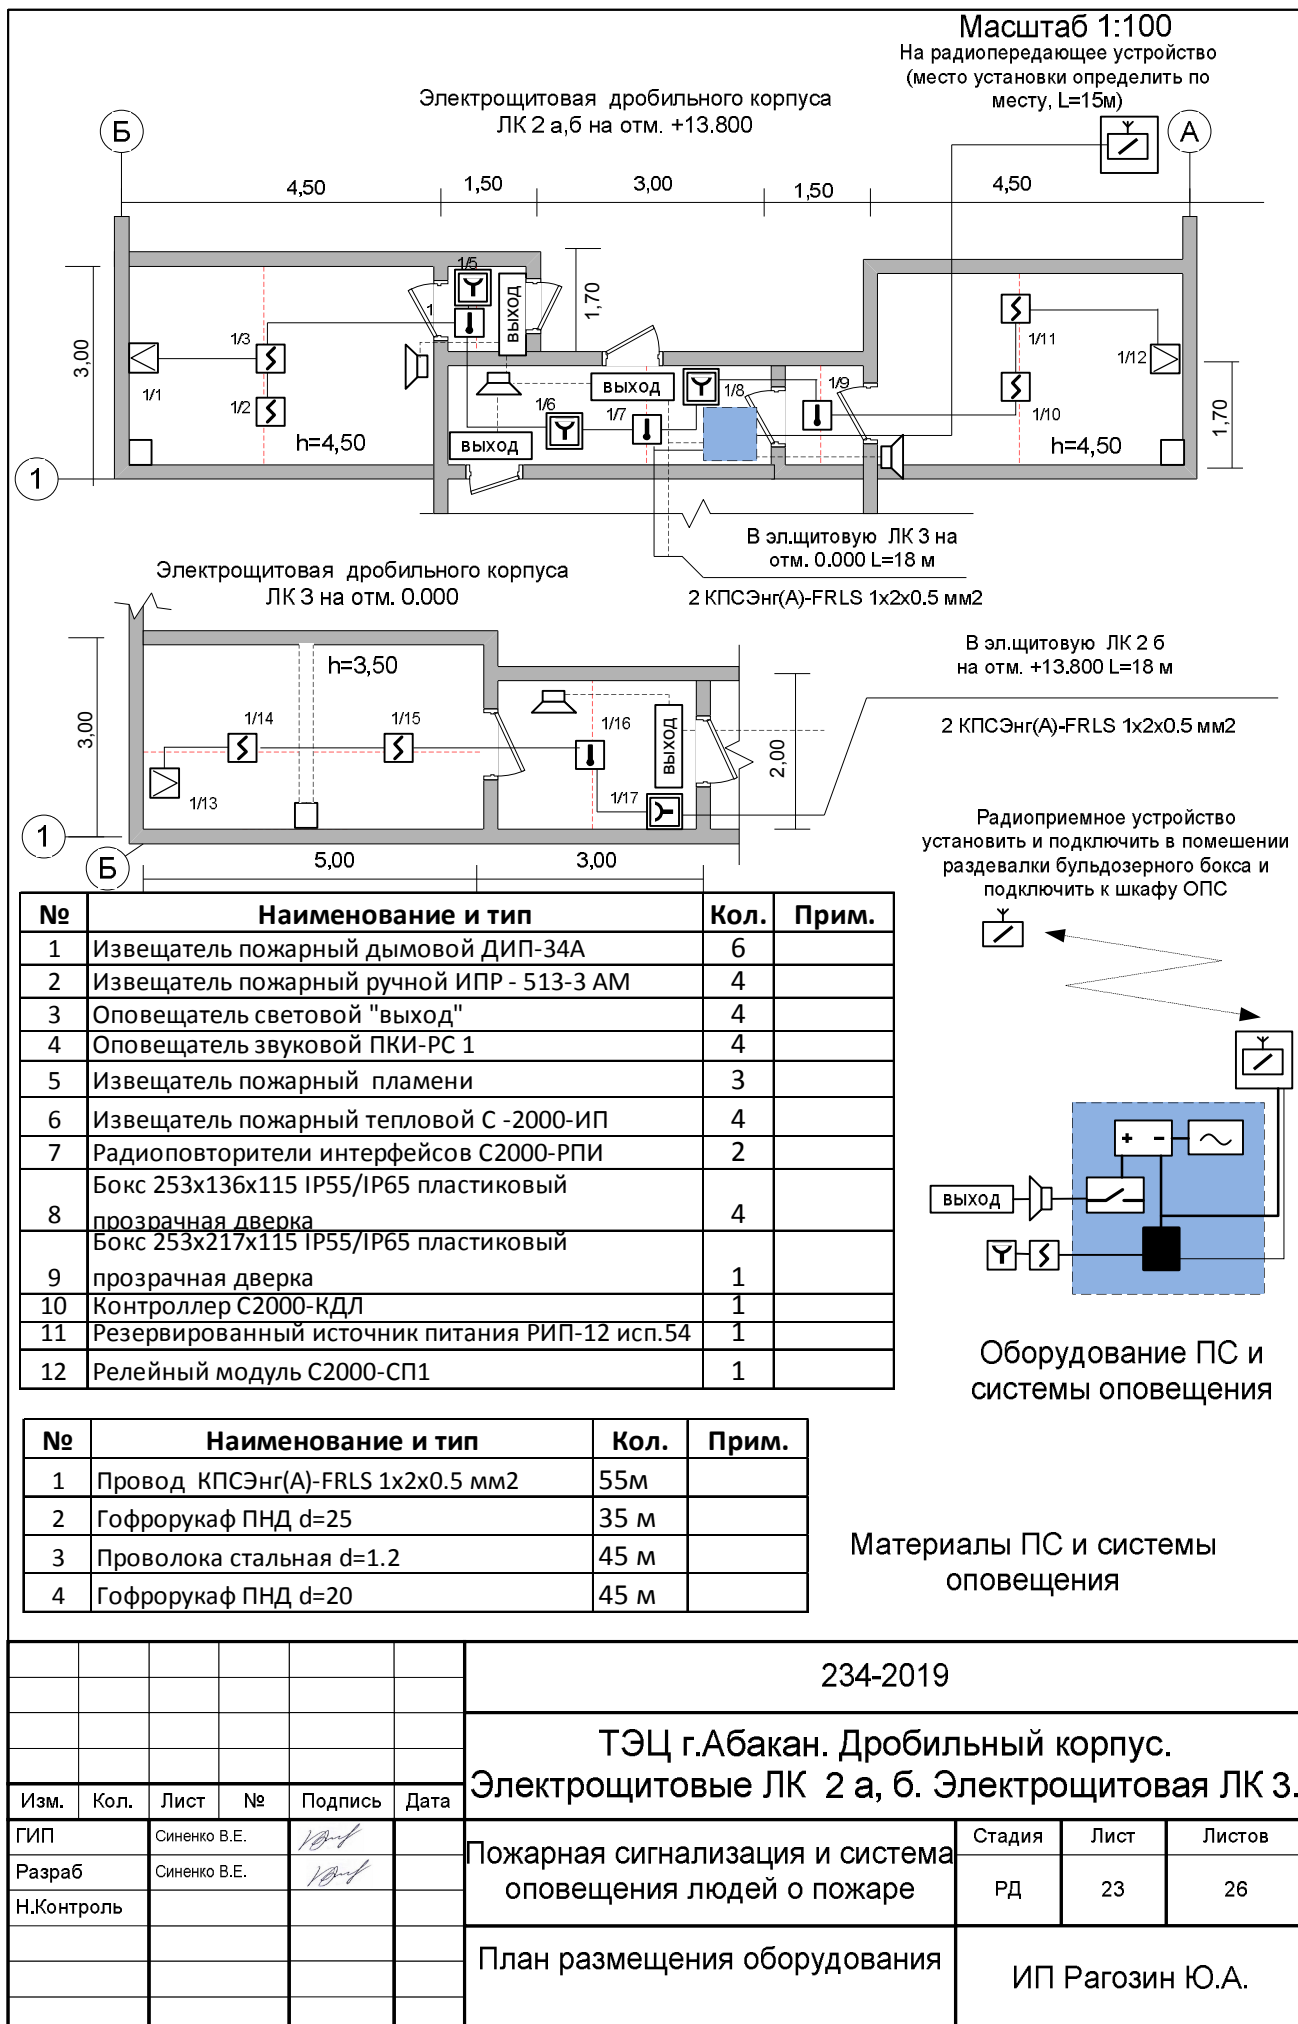 Масштаб 1:100
На радиопередающее устройство
(место установки определить по
месту, L=15м)
Электрощитовая дробильного корпуса
ЛК 2 а,б на отм. +13.800
Б
А
4,50
1,50
3,00
1,50
4,50
3,00
1,70
1,70
1/1
1/2
1/3
1
1/5
1/6
1/7
1/8
1/9
1/10
1/11
1/12
ВЫХОД
ВЫХОД
ВЫХОД
h=4,50
h=4,50
1
В эл.щитовую ЛК 3 на
отм. 0.000 L=18 м
2 КПСЭнг(А)-FRLS 1x2x0.5 мм2
Электрощитовая дробильного корпуса
ЛК 3 на отм. 0.000
h=3,50
3,00
1/13
1/14
1/15
1/16
1/17
ВЫХОД
2,00
1
Б
5,00
3,00
В эл.щитовую ЛК 2 б
на отм. +13.800 L=18 м
2 КПСЭнг(А)-FRLS 1x2x0.5 мм2
Радиоприемное устройство
установить и подключить в помешении
раздевалки бульдозерного бокса и
подключить к шкафу ОПС
№ Наименование и тип Кол. Прим.
1 Извещатель пожарный дымовой ДИП-34А 6
2 Извещатель пожарный ручной ИПР - 513-3 АМ 4
3 Оповещатель световой "выход" 4
4 Оповещатель звуковой ПКИ-РС 1 4
5 Извещатель пожарный пламени 3
6 Извещатель пожарный тепловой С -2000-ИП 4
7 Радиоповторители интерфейсов С2000-РПИ 2
Бокс 253x136x115 IP55/IP65 пластиковый
8 прозрачная дверка 4
Бокс 253x217x115 IP55/IP65 пластиковый
9 прозрачная дверка 1
10 Контроллер С2000-КДЛ 1
11 Резервированный источник питания РИП-12 исп.54 1
12 Релейный модуль С2000-СП1 1
+ -
ВЫХОД
Оборудование ПС и
системы оповещения
№ Наименование и тип Кол. Прим.
1 Провод КПСЭнг(А)-FRLS 1x2x0.5 мм2 55м
2 Гофрорукаф ПНД d=25 35 м
3 Проволока стальная d=1.2 45 м
4 Гофрорукаф ПНД d=20 45 м
Материалы ПС и системы
оповещения
234-2019
ТЭЦ г.Абакан. Дробильный корпус.
Электрощитовые ЛК 2 а, б. Электрощитовая ЛК 3.
Изм. Кол. Лист № Подпись Дата
ГИП Синенко В.Е.
Разраб Синенко В.Е.
Н.Контроль
Пожарная сигнализация и система
оповещения людей о пожаре
Стадия Лист Листов
РД 23 26
План размещения оборудования
ИП Рагозин Ю.А.